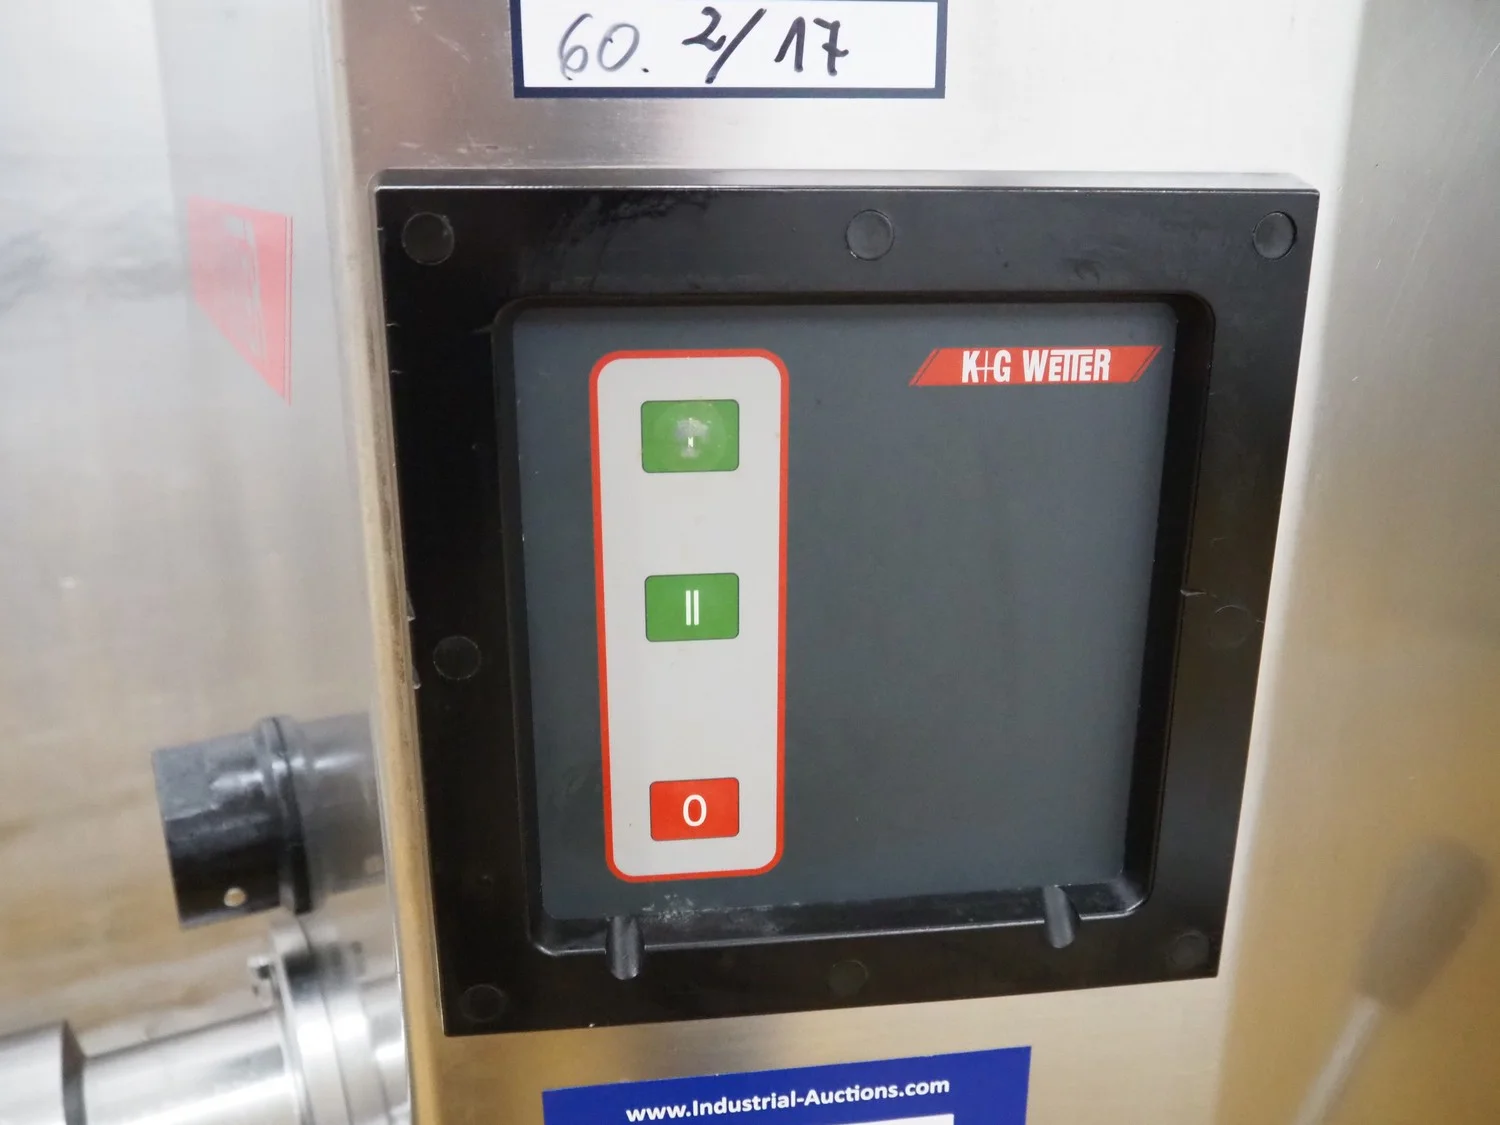 60. 2/17
K+G WETTER
II
0
www.Industrial-Auctions.com